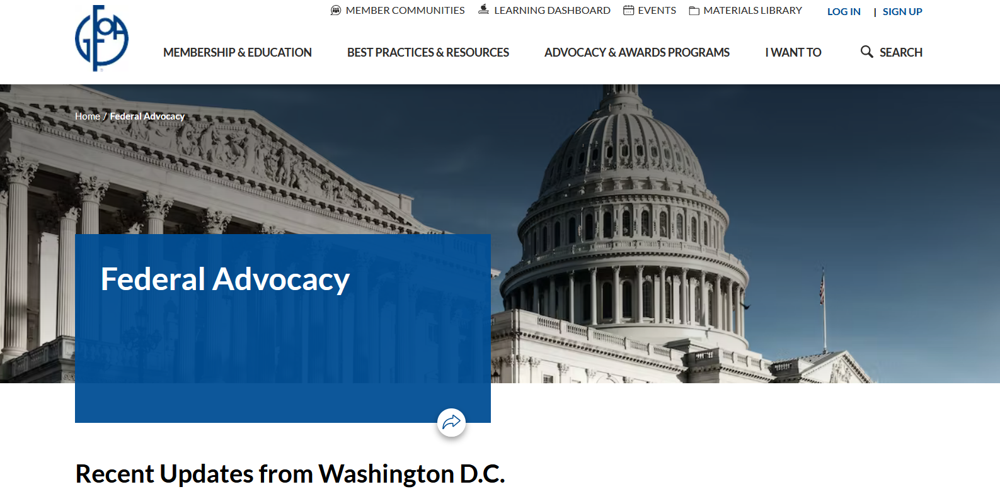 GFOA
MEMBER COMMUNITIES
LEARNING DASHBOARD
EVENTS
MATERIALS LIBRARY
LOG IN | SIGN UP
MEMBERSHIP & EDUCATION
BEST PRACTICES & RESOURCES
ADVOCACY & AWARDS PROGRAMS
I WANT TO
SEARCH
Home / Federal Advocacy
Federal Advocacy
Recent Updates from Washington D.C.